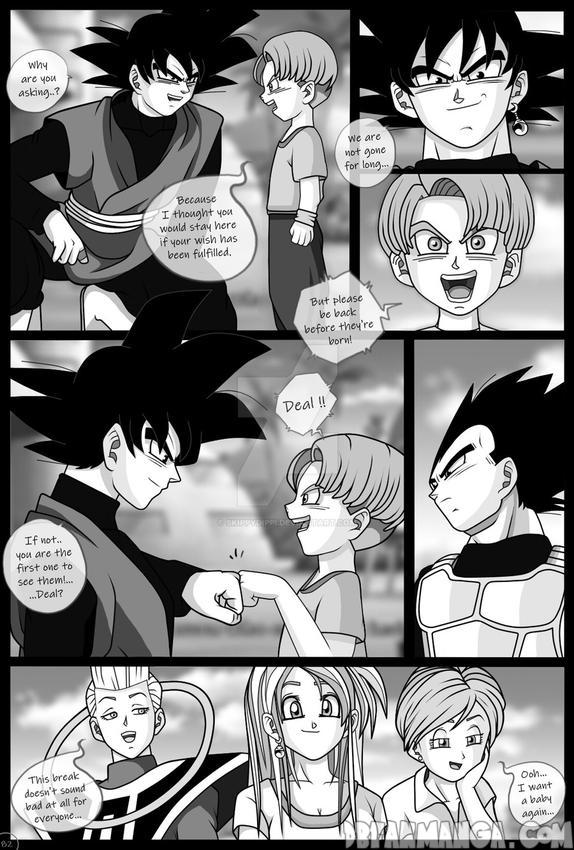 Why
are you
asking..?
Because
I thought you
would stay here
if your wish has
been fulfilled.
We are
not gone
for long...
But please
be back
before they're
born!
Deal !!
If not..
you are the
first one to
see them!...
...Deal?
This break
doesn't sound
bad at all for
everyone...
Ooh...
I want
a baby
again...
82
DBFANMANGA.COM